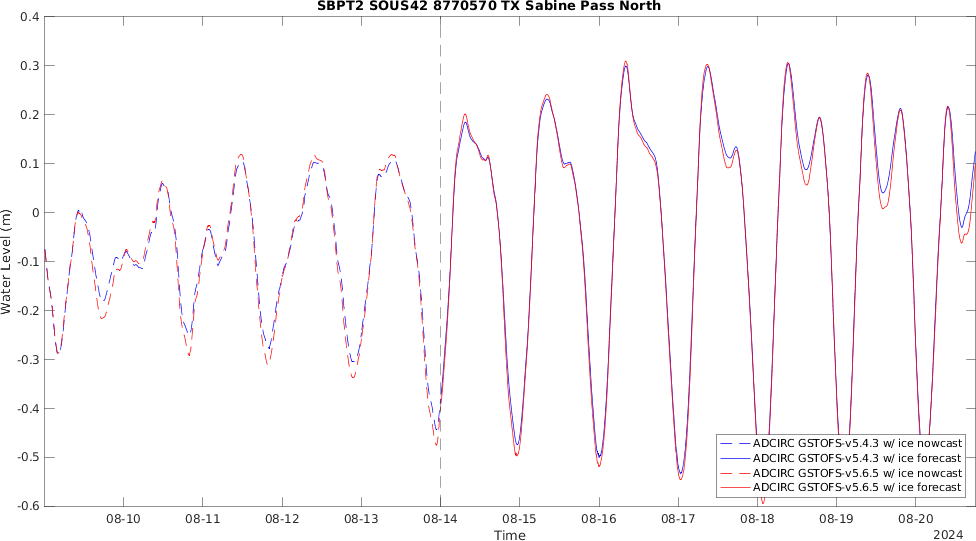 SBPT2 SOUS42 8770570 TX Sabine Pass North
0.4
0.3
0.2
0.1
0
-0.1
-0.2
-0.3
-0.4
-0.5
-0.6
Water Level (m)
ADCIRC GSTOFS-v5.4.3 w/ ice nowcast
ADCIRC GSTOFS-v5.4.3 w/ ice forecast
ADCIRC GSTOFS-v5.6.5 w/ ice nowcast
ADCIRC GSTOFS-v5.6.5 w/ ice forecast
08-10 08-11 08-12 08-13 08-14 08-15 08-16 08-17 08-18 08-19 08-20
Time
2024